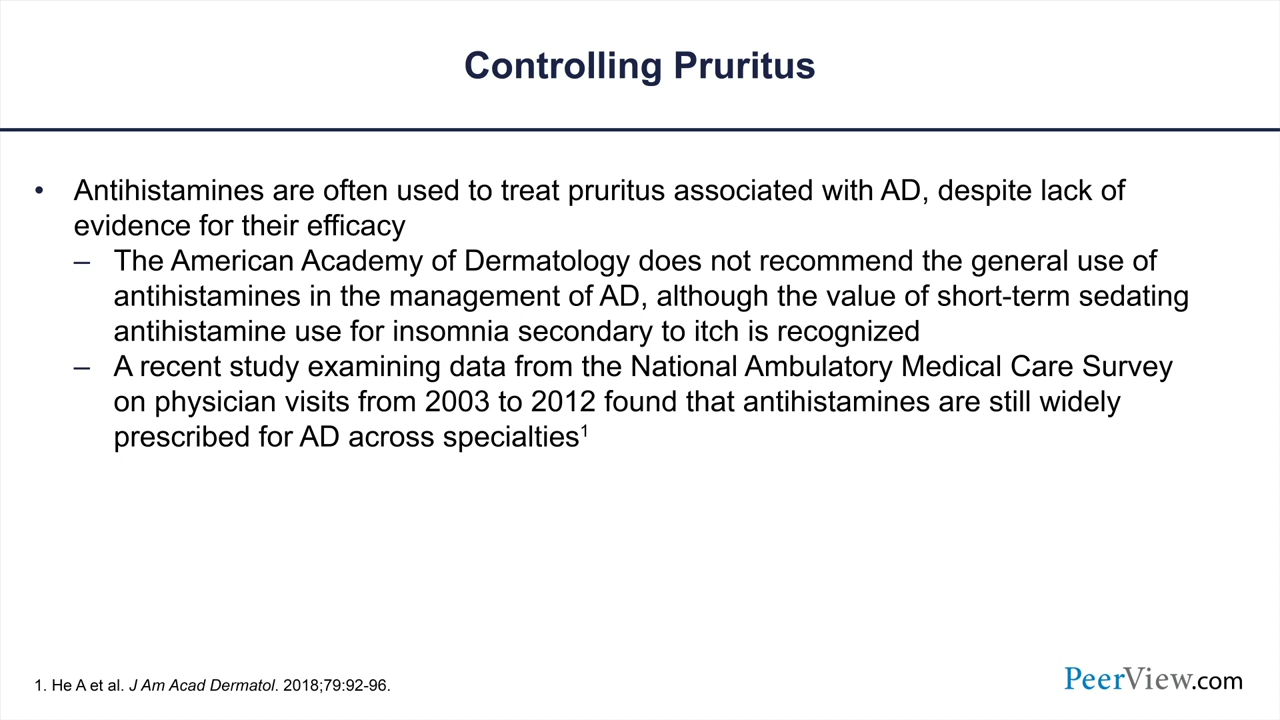 Controlling Pruritus
• Antihistamines are often used to treat pruritus associated with AD, despite lack of
evidence for their efficacy
– The American Academy of Dermatology does not recommend the general use of
antihistamines in the management of AD, although the value of short-term sedating
antihistamine use for insomnia secondary to itch is recognized
– A recent study examining data from the National Ambulatory Medical Care Survey
on physician visits from 2003 to 2012 found that antihistamines are still widely
prescribed for AD across specialties¹
1. He A et al. J Am Acad Dermatol. 2018;79:92-96.
PeerView.com